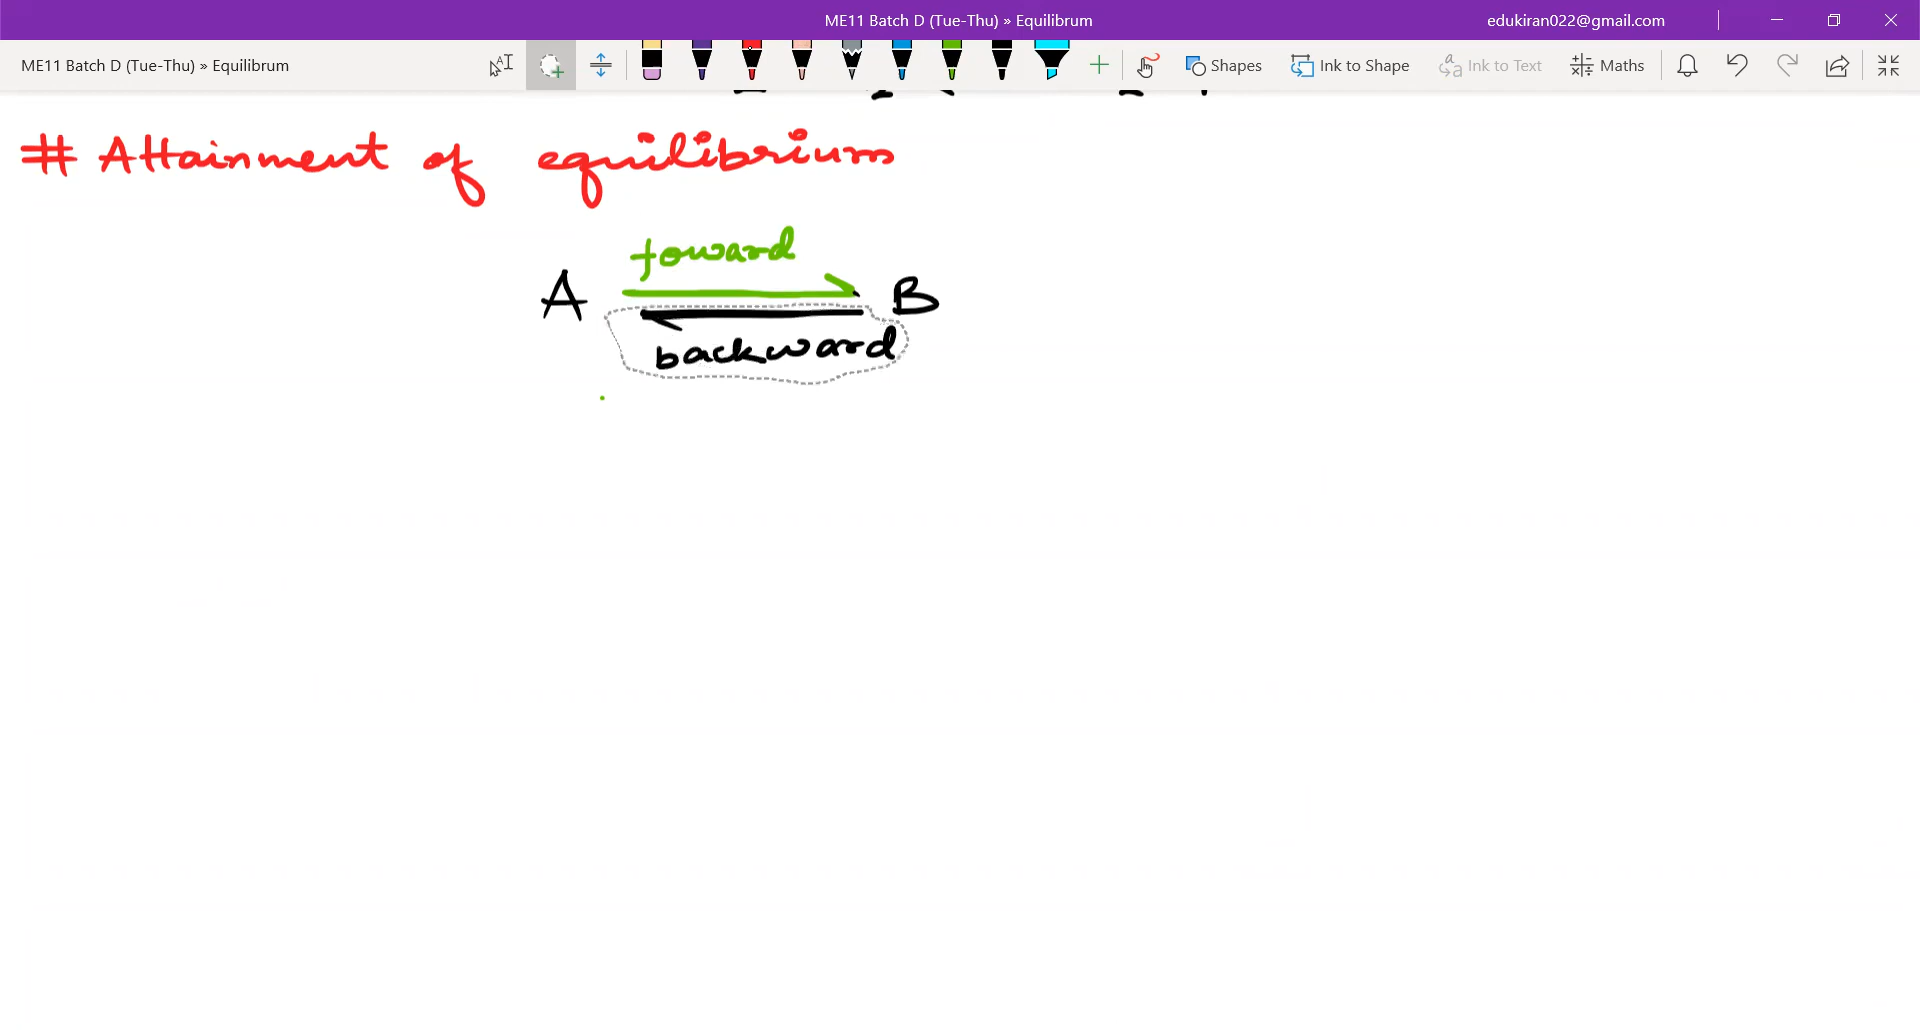 ME11 Batch D (Tue-Thu) » Equilibrum
edukiran022@gmail.com
ME11 Batch D (Tue-Thu) » Equilibrum
Shapes
Ink to Shape
Ink to Text
Maths
# Attainment of equilibrium
forward
A B
backward